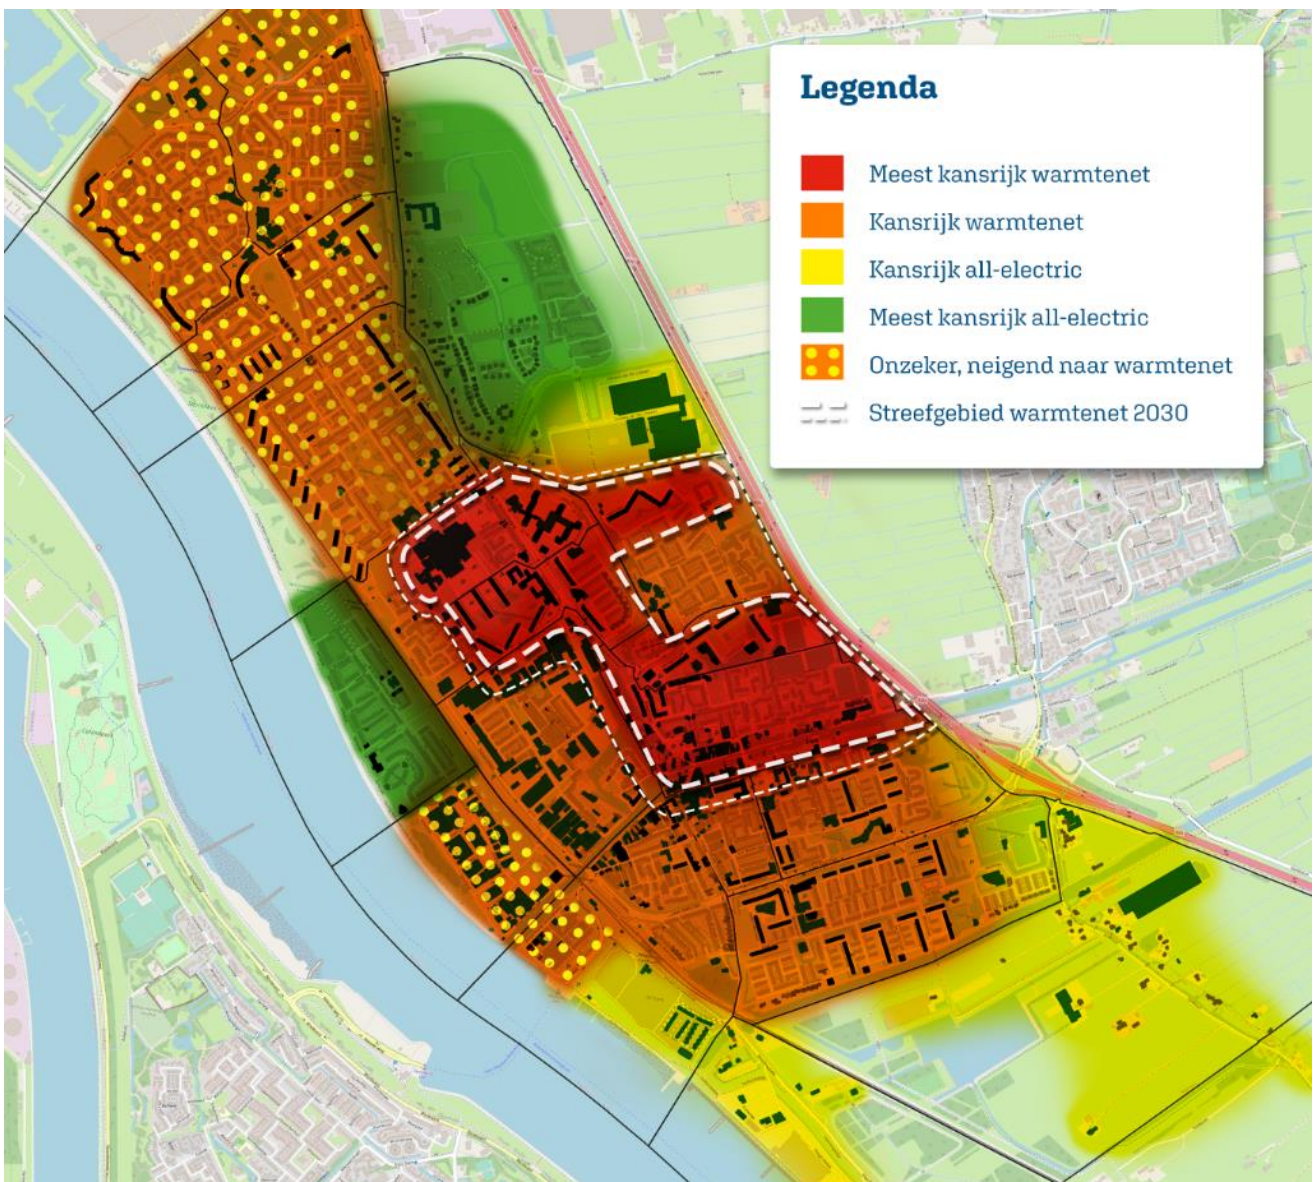 Legenda
Meest kansrijk warmtenet
Kansrijk warmtenet
Kansrijk all-electric
Meest kansrijk all-electric
Onzeker, neigend naar warmtenet
Streefgebied warmtenet 2030